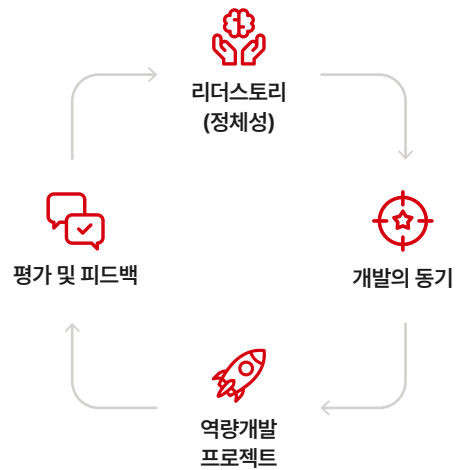 리더스토리
(정체성)
평가 및 피드백
개발의 동기
역량개발
프로젝트